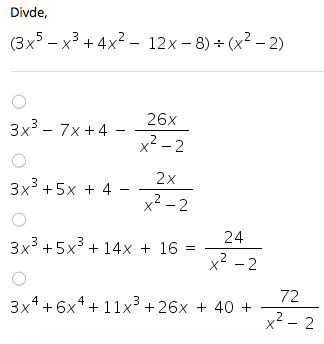 Divde,
(3x⁵ – x³ + 4x² – 12x – 8) ÷ (x² – 2)
3x³ – 7x + 4 – 26x / x² – 2
3x³ + 5x + 4 – 2x / x² – 2
3x³ + 5x³ + 14x + 16 = 24 / x² – 2
3x⁴ + 6x⁴ + 11x³ + 26x + 40 + 72 / x² – 2